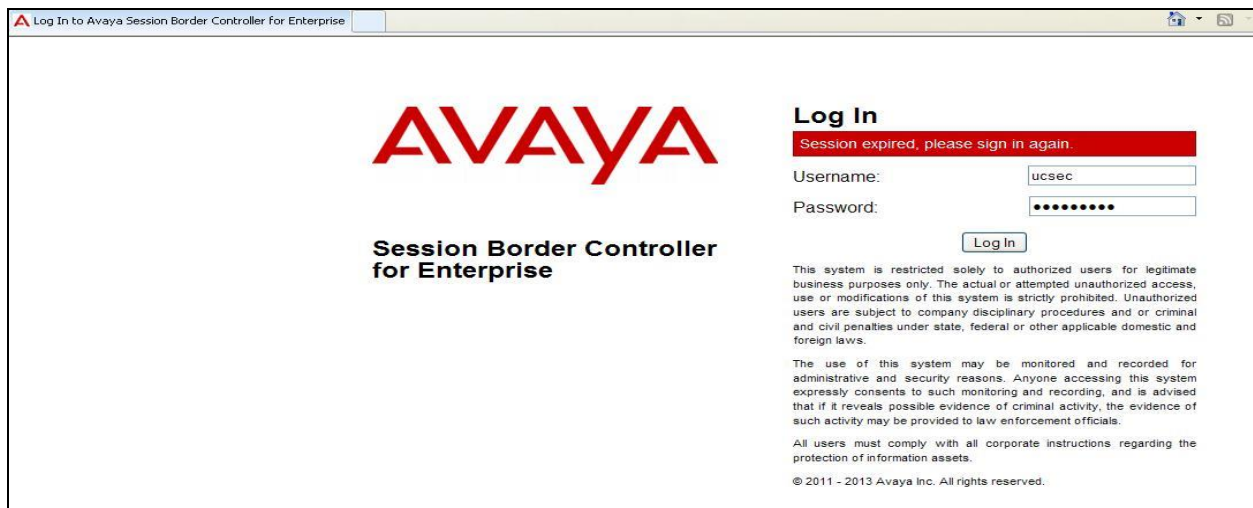 Log In to Avaya Session Border Controller for Enterprise
AVAYA
Session Border Controller
for Enterprise
Log In
Session expired, please sign in again.
Username:
ucsec
Password:
•••••••••
Log In
This system is restricted solely to authorized users for legitimate
business purposes only. The actual or attempted unauthorized access,
use or modifications of this system is strictly prohibited. Unauthorized
users are subject to company disciplinary procedures and or criminal
and civil penalties under state, federal or other applicable domestic and
foreign laws.
The use of this system may be monitored and recorded for
administrative and security reasons. Anyone accessing this system
expressly consents to such monitoring and recording, and is advised
that if it reveals possible evidence of criminal activity, the evidence of
such activity may be provided to law enforcement officials.
All users must comply with all corporate instructions regarding the
protection of information assets.
© 2011 - 2013 Avaya Inc. All rights reserved.